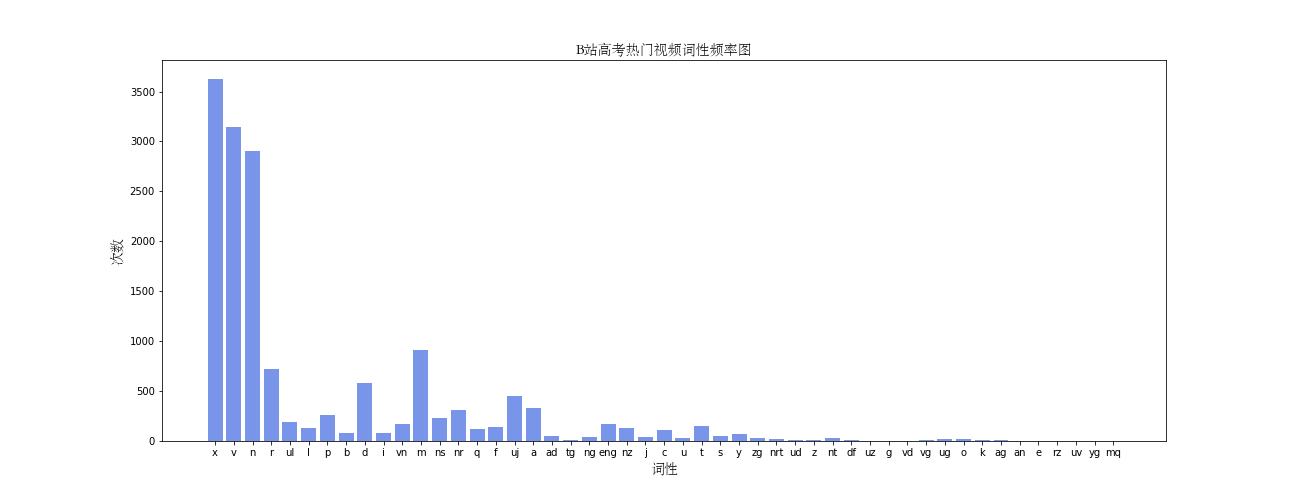 B站高考热门视频词性频率图
次数
3500
3000
2500
2000
1500
1000
500
0
x v n r ul l p b d i vn m ns nr q f uj a ad tg ng eng nz j c u t s y zg nrt ud z nt df uz g vd vg ug o k ag an e rz uv yg mq
词性